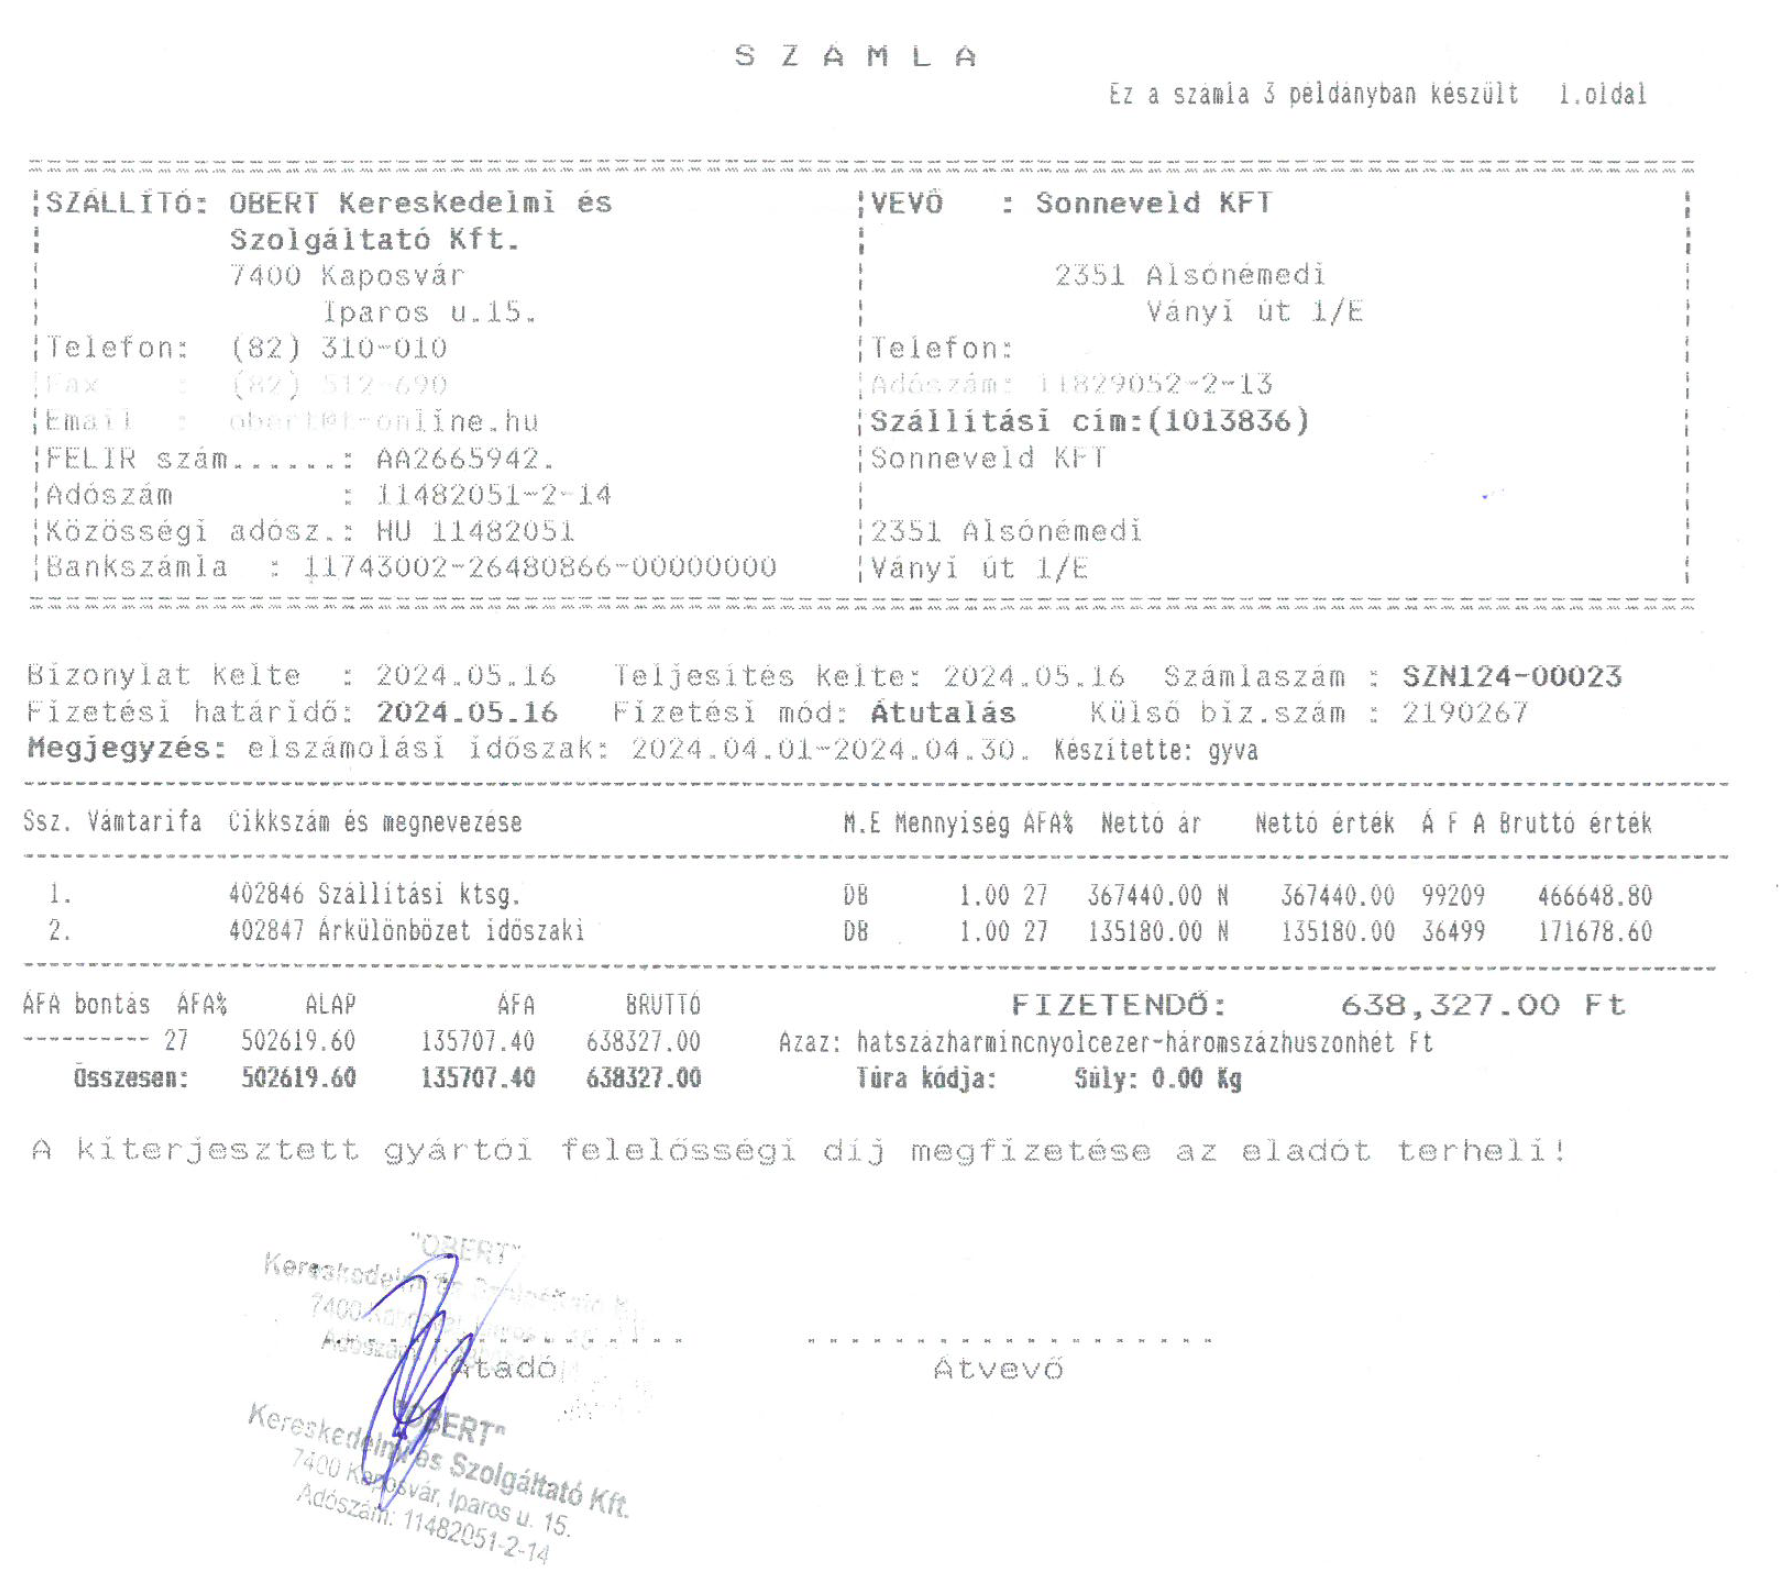 S Z Á M L A
Ez a számla 3 példányban készült 1.oldal
SZÁLLÍTÓ: OBERT Kereskedelmi és
Szolgáltató Kft.
7400 Kaposvár
Iparos u.15.
Telefon: (82) 310-010
Fax : (82) 512-690
Email : obert@t-online.hu
FELIR szám......: AA2665942.
Adószám : 11482051-2-14
Közösségi adósz.: HU 11482051
Bankszámla : 11743002-26480866-00000000
VEVŐ : Sonneveld KFT
2351 Alsónémedi
Ványi út 1/E
Telefon:
Adószám: 11829052-2-13
Szállítási cím:(1013836)
Sonneveld KFT
2351 Alsónémedi
Ványi út 1/E
Bizonylat kelte : 2024.05.16 Teljesítés kelte: 2024.05.16 Számlaszám : SZN124-00023
Fizetési határidő: 2024.05.16 Fizetési mód: Átutalás Külső biz.szám : 2190267
Megjegyzés: elszámolási időszak: 2024.04.01-2024.04.30. Készítette: gyva
Ssz. Vámtarifa Cikkszám és megnevezése M.E Mennyiség ÁFA% Nettó ár Nettó érték Á F A Bruttó érték
1. 402846 Szállítási ktsg. DB 1.00 27 367440.00 N 367440.00 99209 466648.80
2. 402847 Árkülönbözet időszaki DB 1.00 27 135180.00 N 135180.00 36499 171678.60
ÁFA bontás ÁFA% ALAP ÁFA BRUTTÓ
---------- 27 502619.60 135707.40 638327.00
Összesen: 502619.60 135707.40 638327.00
FIZETENDŐ: 638,327.00 Ft
Azaz: hatszázharmincnyolcezer-háromszázhuszonhét Ft
Túra kódja: Súly: 0.00 Kg
A kiterjesztett gyártói felelősségi díj megfizetése az eladót terheli!
"OBERT"
Kereskedelmi és Szolgáltató
7400 Kaposvár, Iparos u. 15
Adószám:
Átadó
Átvevő
"OBERT"
Kereskedelmi és Szolgáltató Kft.
7400 Kaposvár, Iparos u. 15.
Adószám: 11482051-2-14